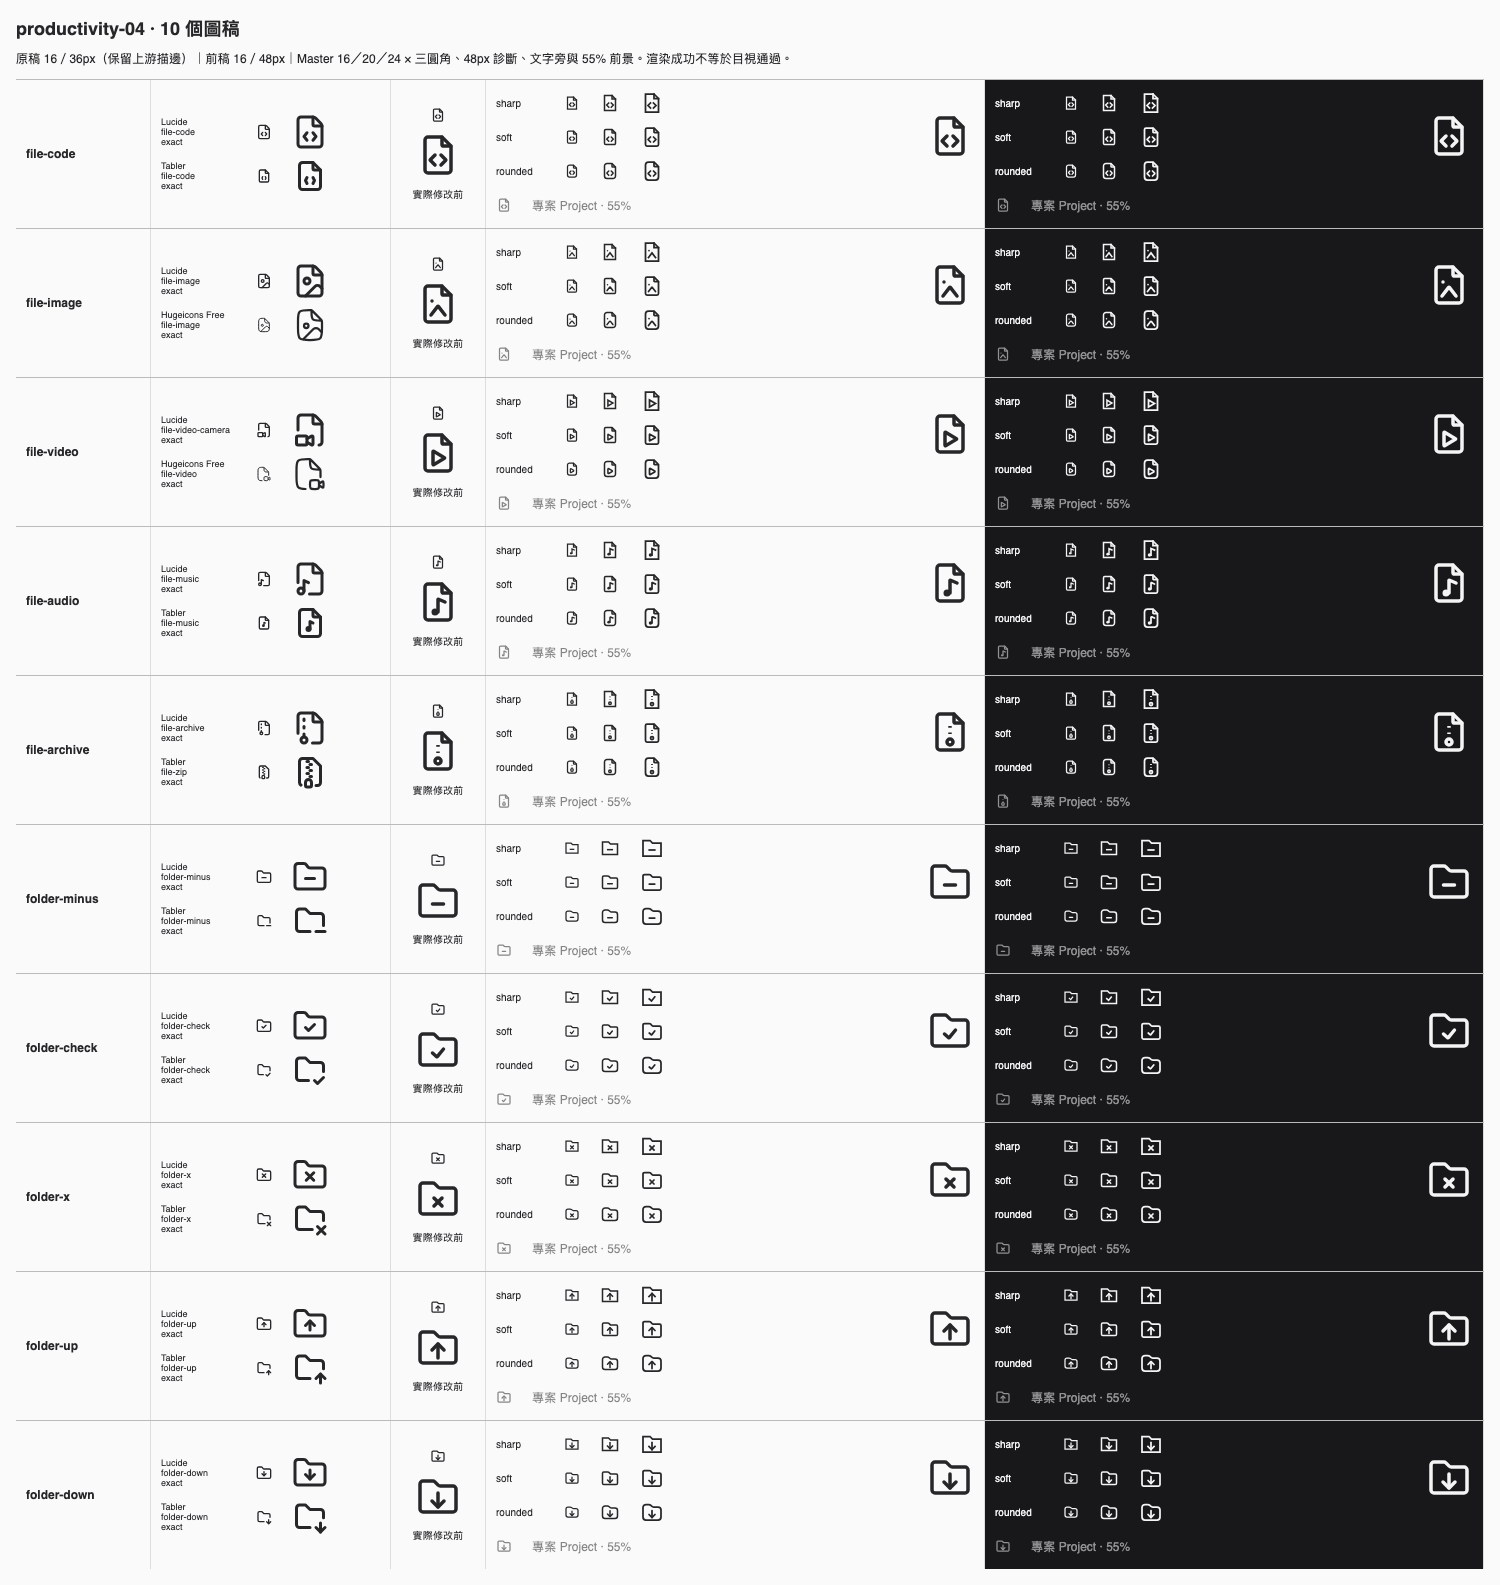 productivity-04 · 10 個圖稿
原稿 16 / 36px（保留上游描邊）｜前稿 16 / 48px｜Master 16／20／24 × 三圓角、48px 診斷、文字旁與 55% 前景。渲染成功不等於目視通過。
file-code
Lucide
file-code
exact
Tabler
file-code
exact
實際修改前
sharp
soft
rounded
專案 Project · 55%
sharp
soft
rounded
專案 Project · 55%
file-image
Lucide
file-image
exact
Hugeicons Free
file-image
exact
實際修改前
sharp
soft
rounded
專案 Project · 55%
sharp
soft
rounded
專案 Project · 55%
file-video
Lucide
file-video-camera
exact
Hugeicons Free
file-video
exact
實際修改前
sharp
soft
rounded
專案 Project · 55%
sharp
soft
rounded
專案 Project · 55%
file-audio
Lucide
file-music
exact
Tabler
file-music
exact
實際修改前
sharp
soft
rounded
專案 Project · 55%
sharp
soft
rounded
專案 Project · 55%
file-archive
Lucide
file-archive
exact
Tabler
file-zip
exact
實際修改前
sharp
soft
rounded
專案 Project · 55%
sharp
soft
rounded
專案 Project · 55%
folder-minus
Lucide
folder-minus
exact
Tabler
folder-minus
exact
實際修改前
sharp
soft
rounded
專案 Project · 55%
sharp
soft
rounded
專案 Project · 55%
folder-check
Lucide
folder-check
exact
Tabler
folder-check
exact
實際修改前
sharp
soft
rounded
專案 Project · 55%
sharp
soft
rounded
專案 Project · 55%
folder-x
Lucide
folder-x
exact
Tabler
folder-x
exact
實際修改前
sharp
soft
rounded
專案 Project · 55%
sharp
soft
rounded
專案 Project · 55%
folder-up
Lucide
folder-up
exact
Tabler
folder-up
exact
實際修改前
sharp
soft
rounded
專案 Project · 55%
sharp
soft
rounded
專案 Project · 55%
folder-down
Lucide
folder-down
exact
Tabler
folder-down
exact
實際修改前
sharp
soft
rounded
專案 Project · 55%
sharp
soft
rounded
專案 Project · 55%